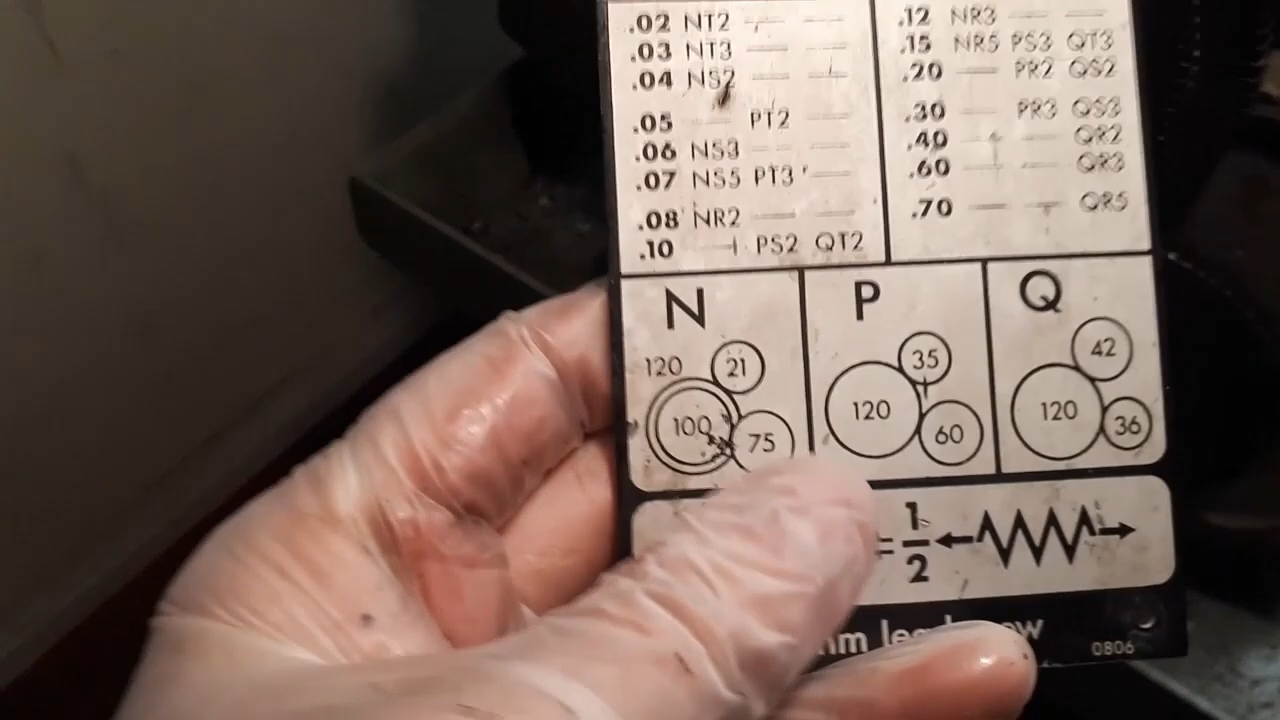 .02 NT2 — —
.03 NT3 — —
.04 NS2 — —
.05 — PT2
.06 NS3 — —
.07 NS5 PT3 —
.08 NR2 — —
.10 — PS2 QT2
.12 NR3 — —
.15 NR5 PS3 QT3
.20 — PR2 QS2
.30 PR3 QS3
.40 — — QR2
.60 — — QR3
.70 — — QR5
N
120 21
100 75
P
35
120
60
Q
42
120
36
= 1/2
0806